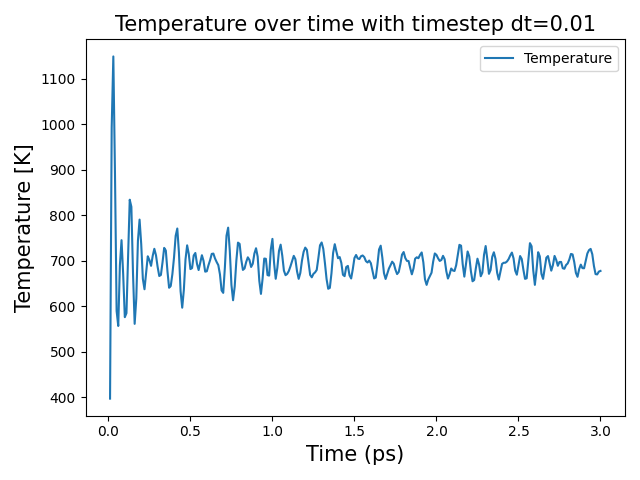 Temperature over time with timestep dt=0.01
Temperature
1100
1000
900
800
700
600
500
400
Temperature [K]
0.0 0.5 1.0 1.5 2.0 2.5 3.0
Time (ps)